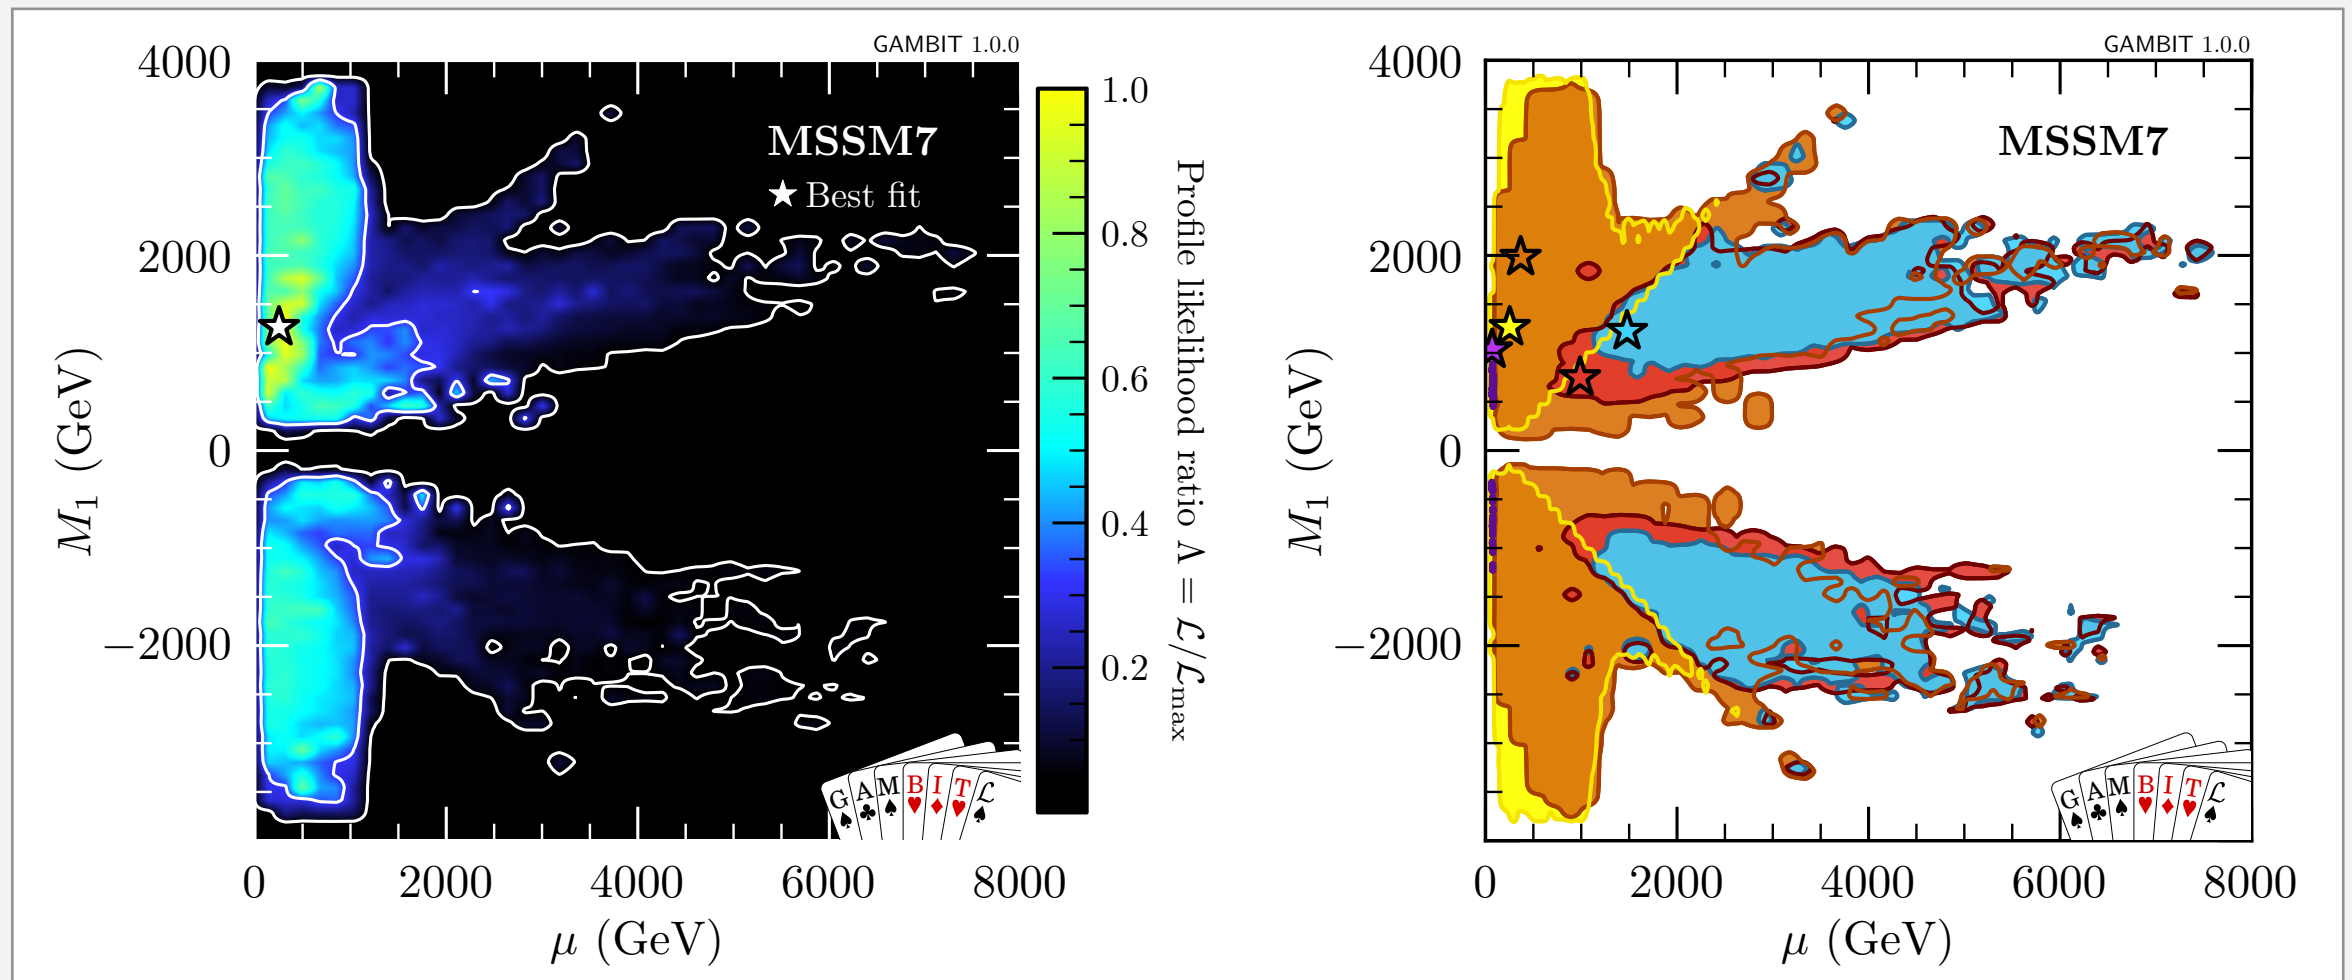 GAMBIT 1.0.0
4000
2000
0
−2000
M1 (GeV)
MSSM7
Best fit
G A M B I T L
0 2000 4000 6000 8000
μ (GeV)
1.0
0.8
0.6
0.4
0.2
Profile likelihood ratio Λ = ℒ/ℒmax
GAMBIT 1.0.0
4000
2000
0
−2000
M1 (GeV)
MSSM7
G A M B I T ℒ
0 2000 4000 6000 8000
μ (GeV)